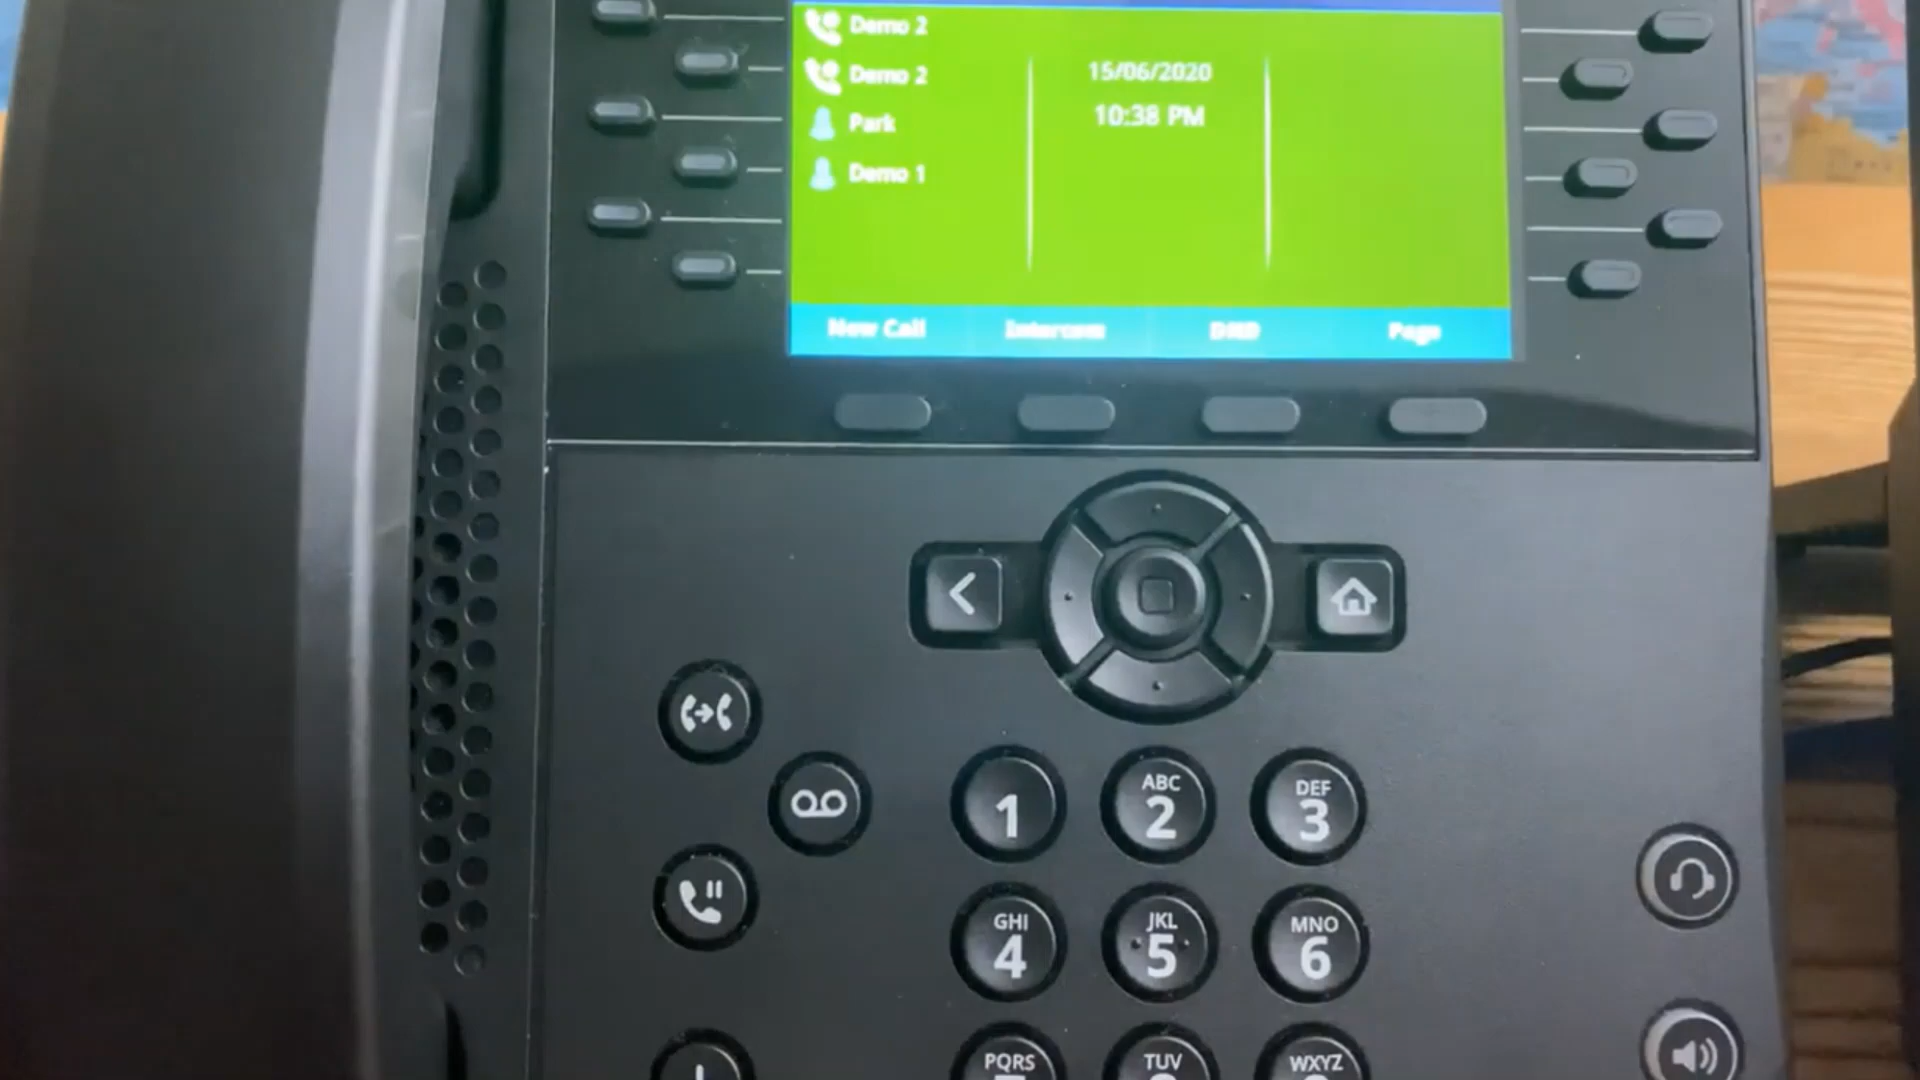 Demo 2
Demo 2
Park
Demo 1
15/06/2020
10:38 PM
New Call Intercom DND Page
1
ABC
2
DEF
3
GHI
4
JKL
5
MNO
6
PQRS
TUV
WXYZ